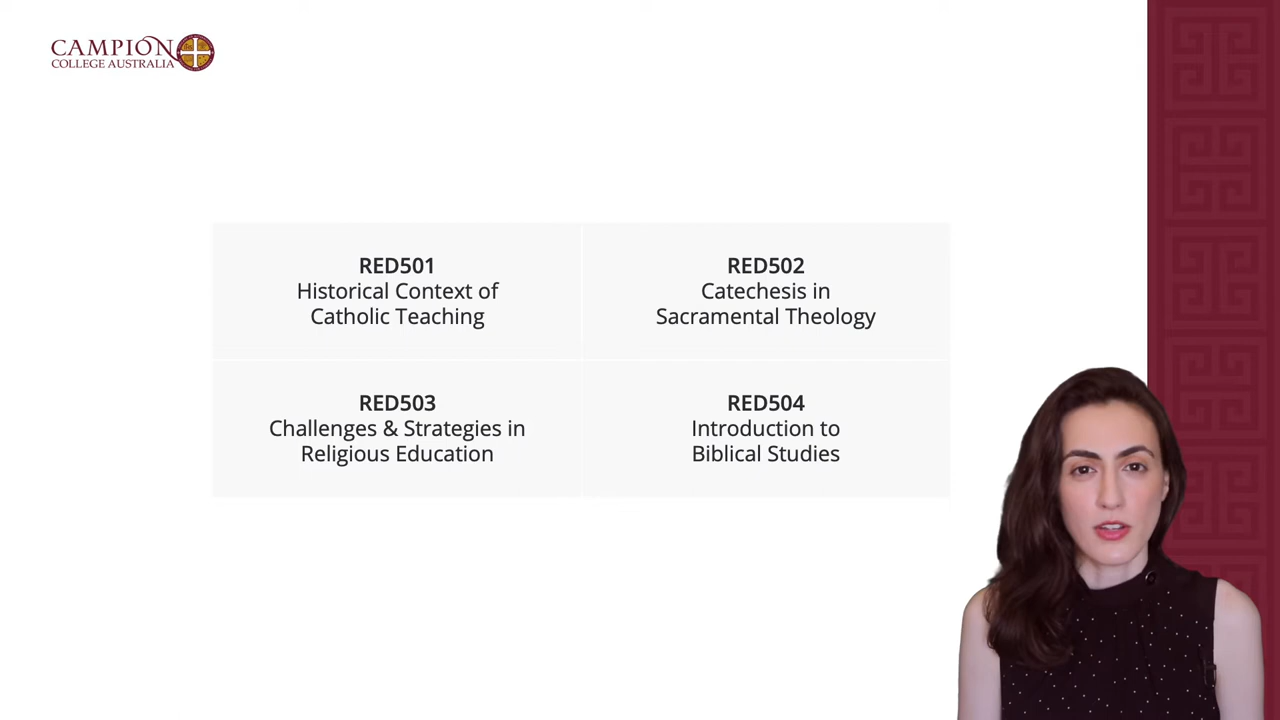 CAMPION
COLLEGE AUSTRALIA
RED501
Historical Context of
Catholic Teaching
RED502
Catechesis in
Sacramental Theology
RED503
Challenges & Strategies in
Religious Education
RED504
Introduction to
Biblical Studies